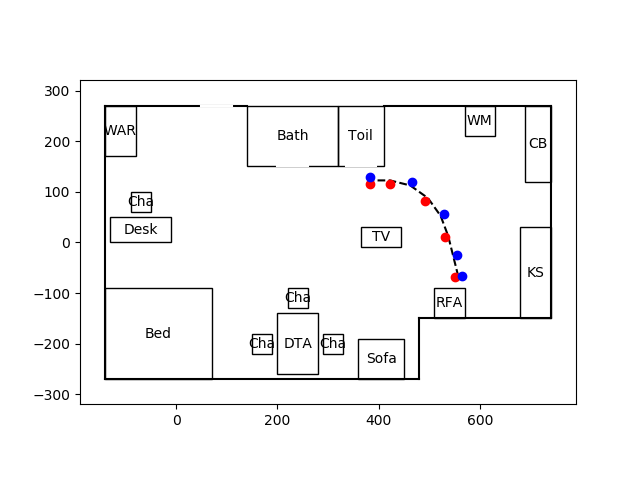 300
200
100
0
−100
−200
−300
0
200
400
600
WAR
Bath
Toil
WM
CB
Cha
Desk
TV
KS
Cha
RFA
Bed
Cha
DTA
Cha
Sofa